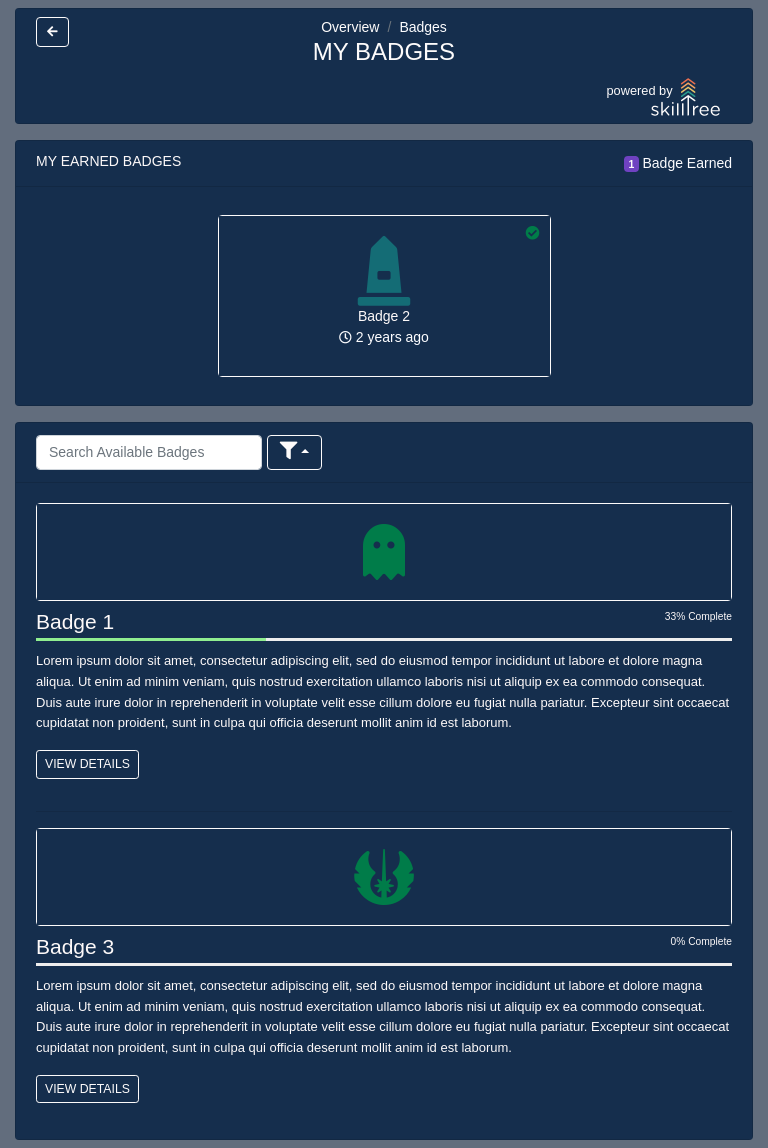 Overview / Badges
MY BADGES
powered by
skilltree
MY EARNED BADGES
1 Badge Earned
Badge 2
2 years ago
Search Available Badges
Badge 1
33% Complete
Lorem ipsum dolor sit amet, consectetur adipiscing elit, sed do eiusmod tempor incididunt ut labore et dolore magna
aliqua. Ut enim ad minim veniam, quis nostrud exercitation ullamco laboris nisi ut aliquip ex ea commodo consequat.
Duis aute irure dolor in reprehenderit in voluptate velit esse cillum dolore eu fugiat nulla pariatur. Excepteur sint occaecat
cupidatat non proident, sunt in culpa qui officia deserunt mollit anim id est laborum.
VIEW DETAILS
Badge 3
0% Complete
Lorem ipsum dolor sit amet, consectetur adipiscing elit, sed do eiusmod tempor incididunt ut labore et dolore magna
aliqua. Ut enim ad minim veniam, quis nostrud exercitation ullamco laboris nisi ut aliquip ex ea commodo consequat.
Duis aute irure dolor in reprehenderit in voluptate velit esse cillum dolore eu fugiat nulla pariatur. Excepteur sint occaecat
cupidatat non proident, sunt in culpa qui officia deserunt mollit anim id est laborum.
VIEW DETAILS